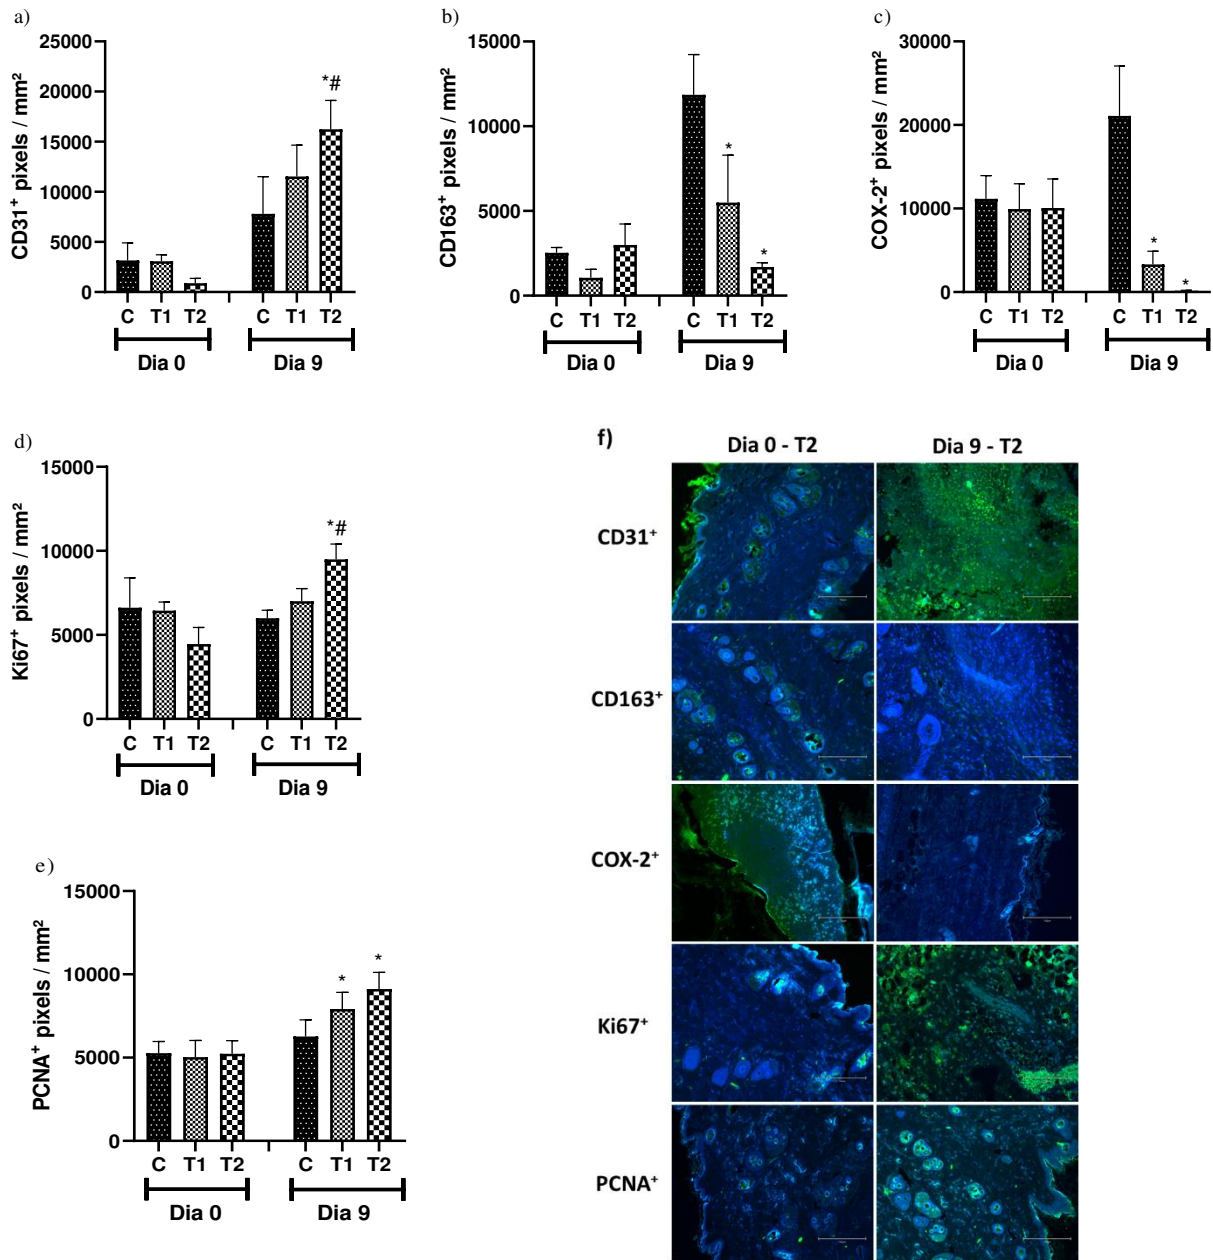 a)
CD31⁺ pixels / mm²
25000
20000
15000
10000
5000
0
*#
C T1 T2 C T1 T2
Dia 0 Dia 9
b)
CD163⁺ pixels / mm²
15000
10000
5000
0
*
*
C T1 T2 C T1 T2
Dia 0 Dia 9
c)
COX-2⁺ pixels / mm²
30000
20000
10000
0
*
*
C T1 T2 C T1 T2
Dia 0 Dia 9
d)
Ki67⁺ pixels / mm²
15000
10000
5000
0
*#
C T1 T2 C T1 T2
Dia 0 Dia 9
e)
PCNA⁺ pixels / mm²
15000
10000
5000
0
*
*
C T1 T2 C T1 T2
Dia 0 Dia 9
f)
Dia 0 - T2 Dia 9 - T2
CD31⁺
CD163⁺
COX-2⁺
Ki67⁺
PCNA⁺